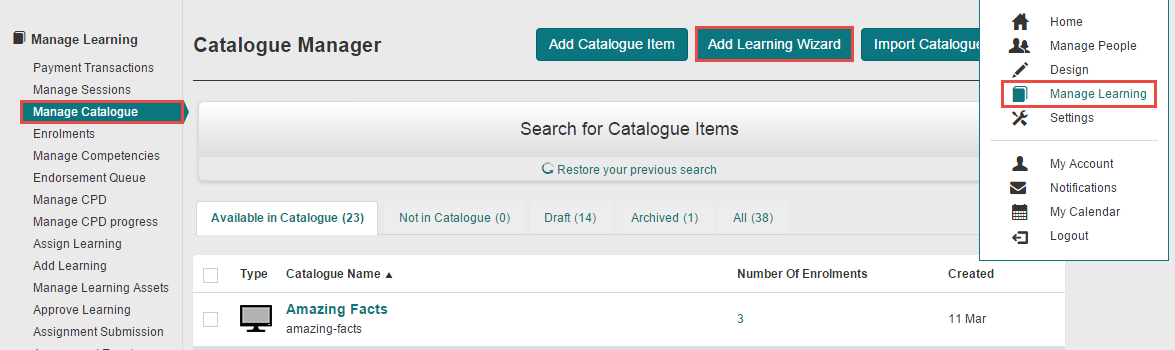 Manage Learning
Payment Transactions
Manage Sessions
Manage Catalogue
Enrolments
Manage Competencies
Endorsement Queue
Manage CPD
Manage CPD progress
Assign Learning
Add Learning
Manage Learning Assets
Approve Learning
Assignment Submission
Catalogue Manager
Add Catalogue Item
Add Learning Wizard
Import Catalogue
Search for Catalogue Items
Restore your previous search
Available in Catalogue (23)
Not in Catalogue (0)
Draft (14)
Archived (1)
All (38)
Type Catalogue Name ▲ Number Of Enrolments Created
Amazing Facts
amazing-facts
3
11 Mar
Home
Manage People
Design
Manage Learning
Settings
My Account
Notifications
My Calendar
Logout